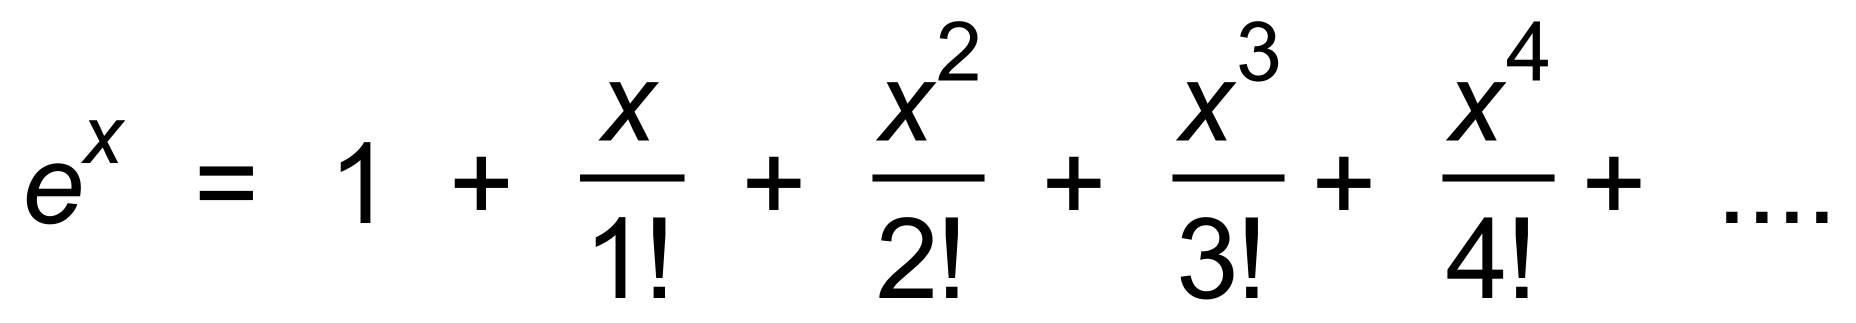 e^x = 1 + x/1! + x^2/2! + x^3/3! + x^4/4! + ....